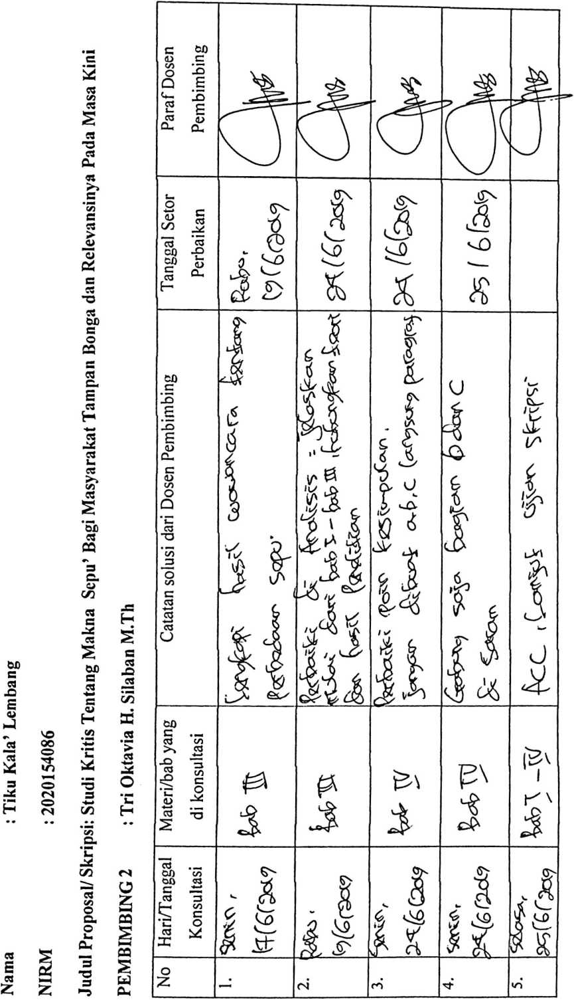 Nama : Tiku Kala' Lembang
NIRM : 2020154086
Judul Proposal/ Skripsi: Studi Kritis Tentang Makna Sepu' Bagi Masyarakat Tampan Bonga dan Relevansinya Pada Masa Kini
PEMBIMBING 2 : Tri Oktavia H. Silaban M.Th
No Hari/Tanggal Konsultasi Materi/bab yang di konsultasi Catatan solusi dari Dosen Pembimbing Tanggal Setor Perbaikan Paraf Dosen Pembimbing
1. Senin, bab III Lengkapi hasil wawancara tentang Rabu,
17/6/2019 Perbedaan sepu' 19/6/2019
2. Rabu, bab III Perbaiki di Analisis = jelaskan 24/6/2019
19/6/2019 mulai dari bab I - bab III, hubungkan teori
dan hasil Penelitian
3. Senin, bab IV Perbaiki poin kesimpulan. 24/6/2019
24/6/2019 jangan dibuat a,b,C langsung paragraf.
4. Senin, bab IV Gabung saja bagian b dan C 25/6/2019
24/6/2019 di saran
5. Selasa, bab I - IV ACC, Lanjut ujian skripsi
25/6/2019